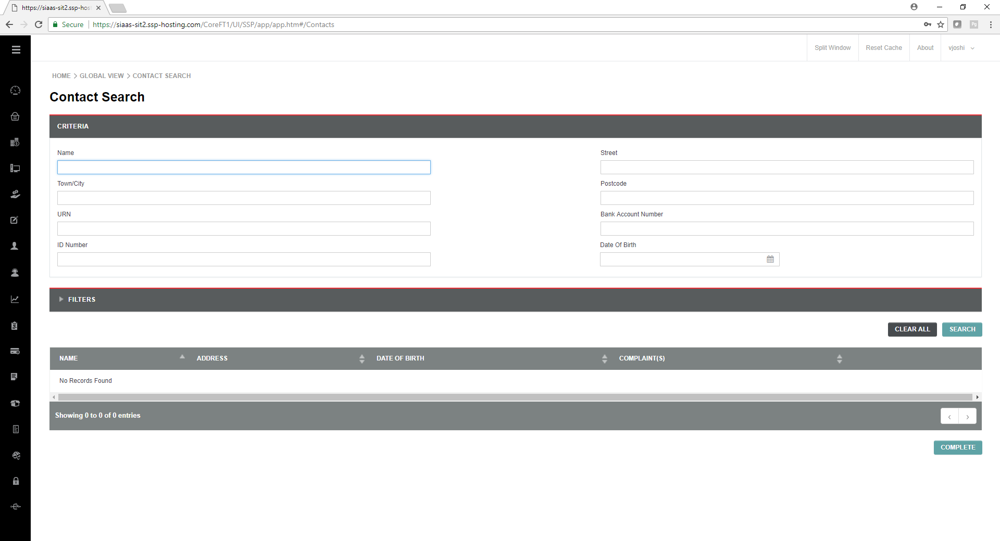 https://siaas-sit2.ssp-hos
Secure
https://siaas-sit2.ssp-hosting.com/CoreFT1/UI/SSP/app/app.htm#/Contacts
Split Window
Reset Cache
About
vjoshi
HOME > GLOBAL VIEW > CONTACT SEARCH
Contact Search
CRITERIA
Name
Street
Town/City
Postcode
URN
Bank Account Number
ID Number
Date Of Birth
FILTERS
CLEAR ALL
SEARCH
NAME
ADDRESS
DATE OF BIRTH
COMPLAINT(S)
No Records Found
Showing 0 to 0 of 0 entries
COMPLETE